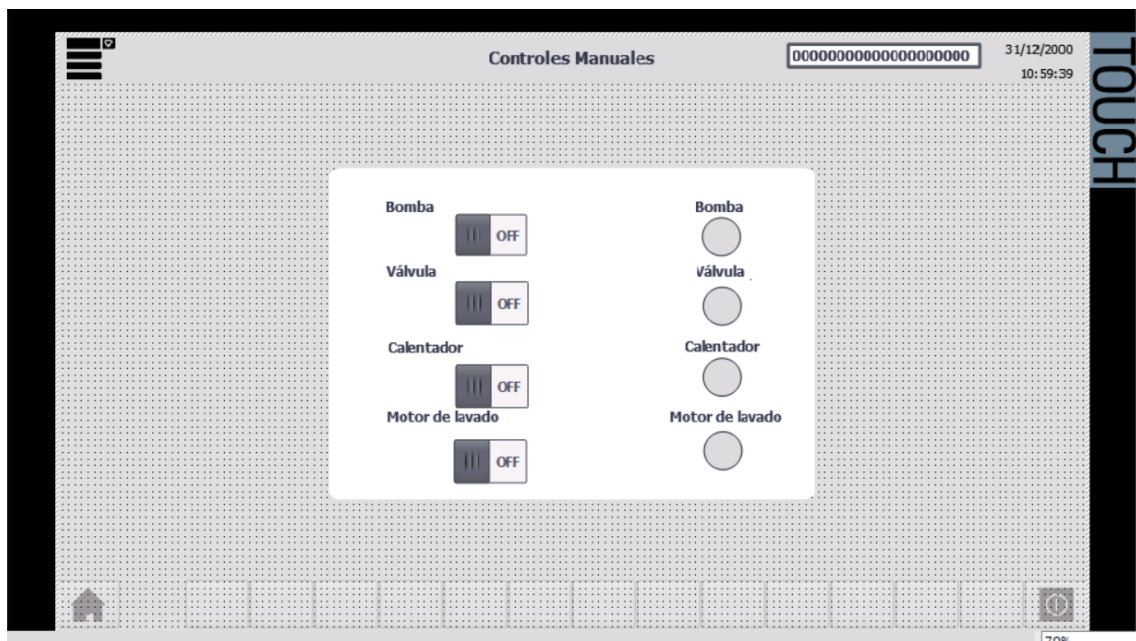 Controles Manuales
00000000000000000000
31/12/2000
10:59:39
TOUCH
Bomba
OFF
Bomba
Válvula
OFF
Válvula
Calentador
OFF
Calentador
Motor de lavado
OFF
Motor de lavado
70%